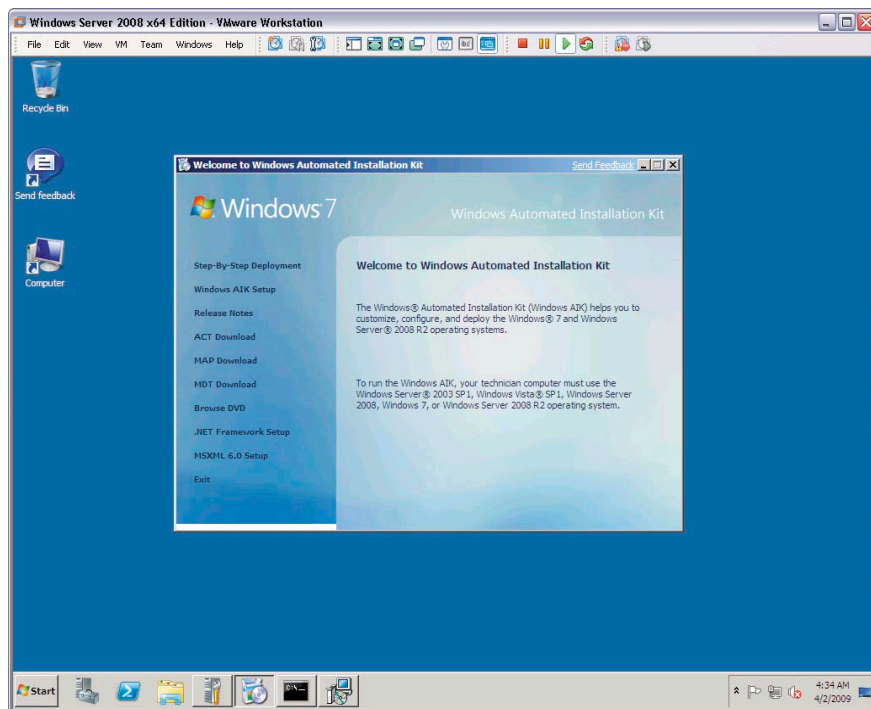 Windows Server 2008 x64 Edition - VMware Workstation
File Edit View VM Team Windows Help
Recycle Bin
Send feedback
Computer
Welcome to Windows Automated Installation Kit Send Feedback
Windows 7
Windows Automated Installation Kit
Step-By-Step Deployment
Windows AIK Setup
Release Notes
ACT Download
MAP Download
MDT Download
Browse DVD
.NET Framework Setup
MSXML 6.0 Setup
Exit
Welcome to Windows Automated Installation Kit
The Windows® Automated Installation Kit (Windows AIK) helps you to
customize, configure, and deploy the Windows® 7 and Windows
Server® 2008 R2 operating systems.
To run the Windows AIK, your technician computer must use the
Windows Server® 2003 SP1, Windows Vista® SP1, Windows Server
2008, Windows 7, or Windows Server 2008 R2 operating system.
Start
4:34 AM
4/2/2009